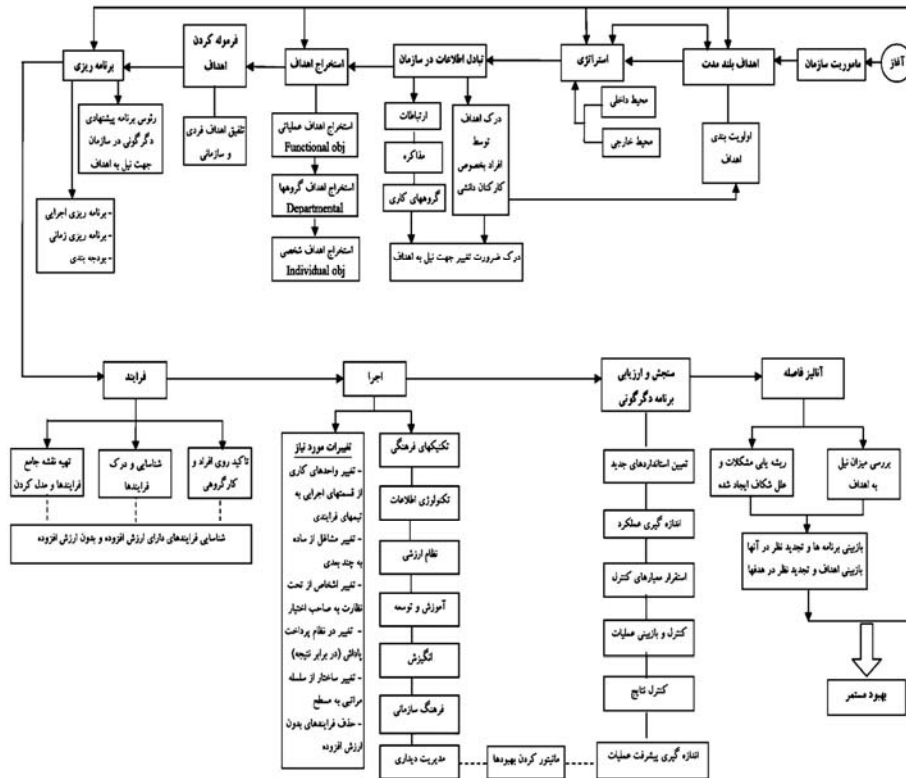 آغاز
ماموریت سازمان
اهداف بلند مدت
اولویت بندی
اهداف
استراتژی
محیط داخلی
محیط خارجی
تبادل اطلاعات در سازمان
درک اهداف
توسط
افراد بخصوص
کارکنان دانشی
ارتباطات
مذاکره
گروههای کاری
درک ضرورت تغییر جهت نیل به اهداف
استخراج اهداف
استخراج اهداف عملیاتی
Functional obj
استخراج اهداف گروهها
Departmental
استخراج اهداف شخصی
Individual obj
فرموله کردن
اهداف
تلفیق اهداف فردی
و سازمانی
برنامه ریزی
رئوس برنامه پیشنهادی
دگرگونی در سازمان
جهت نیل به اهداف
- برنامه ریزی اجرایی
- برنامه ریزی زمانی
- بودجه بندی
فرایند
تاکید روی افراد و
کارگروهی
شناسایی و درک
فرایندها
تهیه نقشه جامع
فرایندها و مدل کردن
شناسایی فرایندهای دارای ارزش افزوده و بدون ارزش افزوده
اجرا
تکنیکهای فرهنگی
تکنولوژی اطلاعات
نظام ارزشی
آموزش و توسعه
انگیزش
فرهنگ سازمانی
مدیریت دیداری
تغییرات مورد نیاز
- تغییر واحدهای کاری
از قسمتهای اجرایی به
تیمهای فرایندی
- تغییر مشاغل از ساده
به چند بعدی
- تغییر اشخاص از تحت
نظارت به صاحب اختیار
- تغییر در نظام پرداخت
پاداش (در برابر نتیجه)
- تغییر ساختار از سلسله
مراتبی به مسطح
- حذف فرایندهای بدون
ارزش افزوده
مانیتور کردن بهبودها
سنجش و ارزیابی
برنامه دگرگونی
تعیین استانداردهای جدید
اندازه گیری عملکرد
استقرار معیارهای کنترل
کنترل و بازبینی عملیات
کنترل نتایج
اندازه گیری پیشرفت عملیات
آنالیز فاصله
بررسی میزان نیل
به اهداف
ریشه یابی مشکلات و
علل شکاف ایجاد شده
بازبینی برنامه ها و تجدید نظر در آنها
بازبینی اهداف و تجدید نظر در هدفها
بهبود مستمر